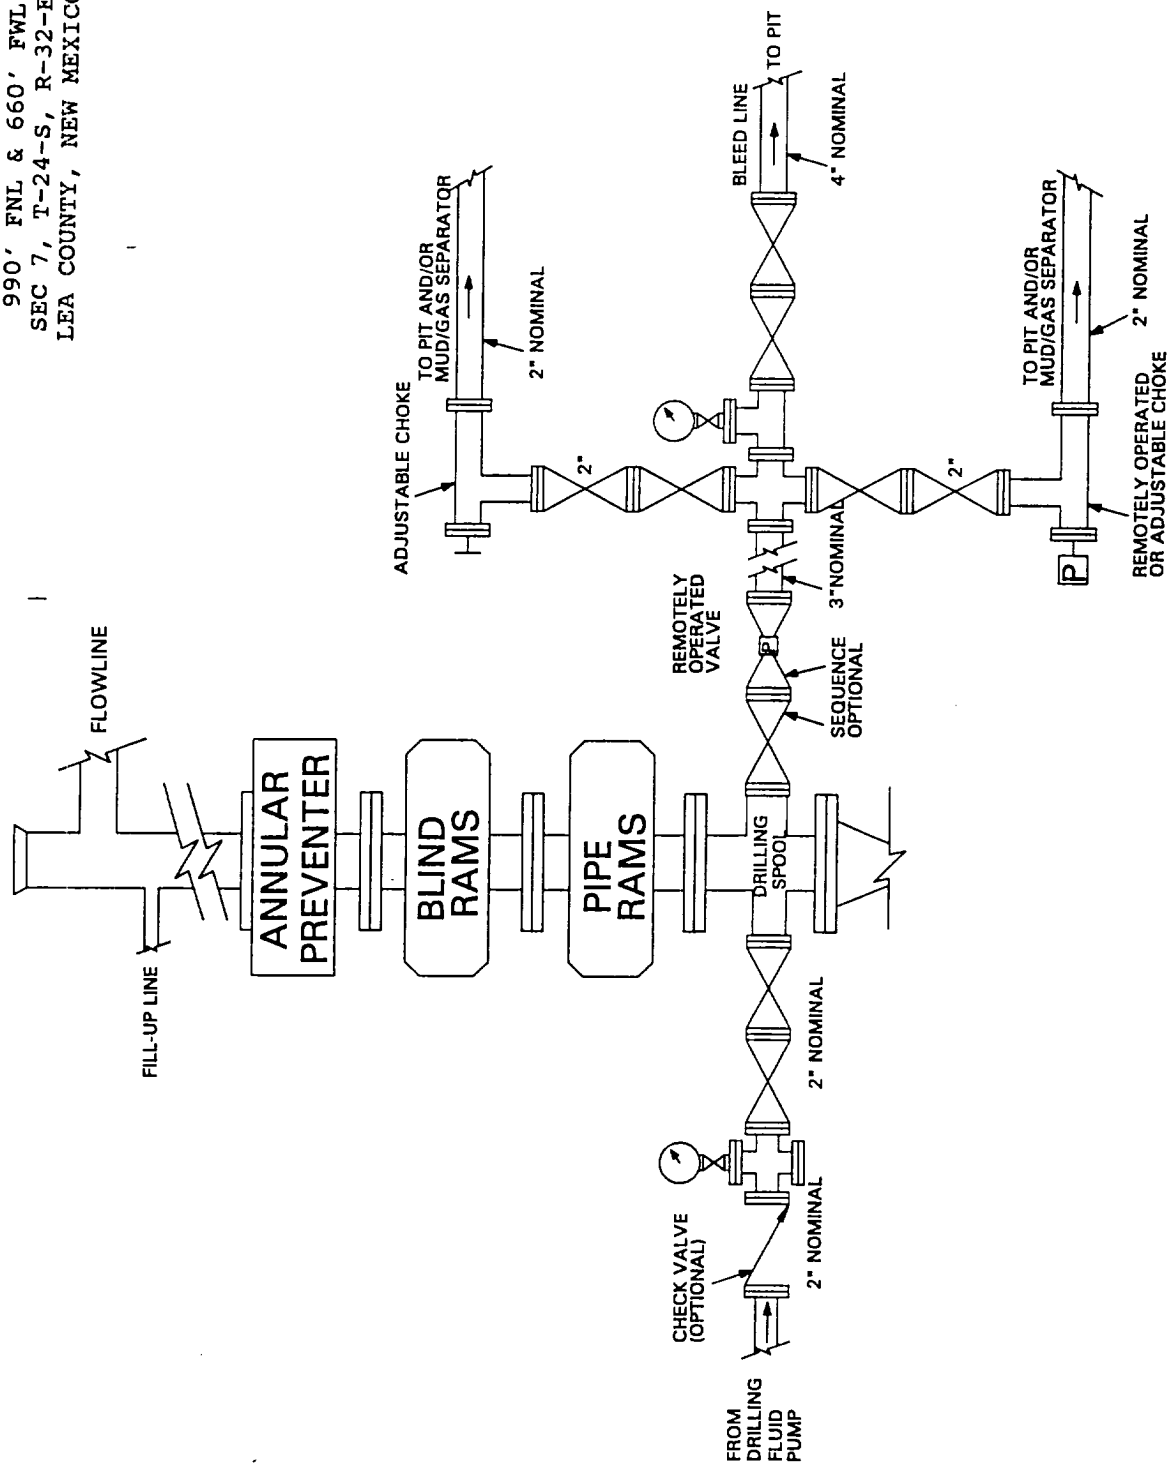 990' FNL & 660' FWL
SEC 7, T-24-S, R-32-E
LEA COUNTY, NEW MEXICO
FLOWLINE
FILL-UP LINE
ANNULAR
PREVENTER
BLIND
RAMS
PIPE
RAMS
DRILLING
SPOOL
ADJUSTABLE CHOKE
TO PIT AND/OR
MUD/GAS SEPARATOR
2" NOMINAL
2"
BLEED LINE
TO PIT
4" NOMINAL
REMOTELY
OPERATED
VALVE
P
3" NOMINAL
SEQUENCE
OPTIONAL
2"
TO PIT AND/OR
MUD/GAS SEPARATOR
2" NOMINAL
P
REMOTELY OPERATED
OR ADJUSTABLE CHOKE
2" NOMINAL
CHECK VALVE
(OPTIONAL)
2" NOMINAL
FROM
DRILLING
FLUID
PUMP